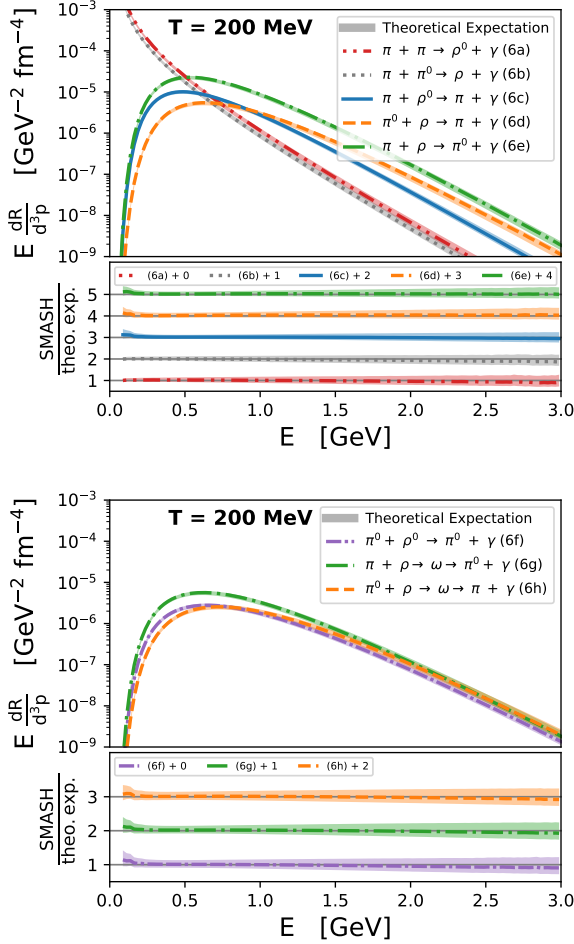 T = 200 MeV
Theoretical Expectation
π + π → ρ⁰ + γ (6a)
π + π⁰ → ρ + γ (6b)
π + ρ⁰ → π + γ (6c)
π⁰ + ρ → π + γ (6d)
π + ρ → π⁰ + γ (6e)
10⁻³
10⁻⁴
10⁻⁵
10⁻⁶
10⁻⁷
10⁻⁸
10⁻⁹
E dR/d³p [GeV⁻² fm⁻⁴]
(6a) + 0 (6b) + 1 (6c) + 2 (6d) + 3 (6e) + 4
5
4
3
2
1
SMASH
theo. exp.
0.0 0.5 1.0 1.5 2.0 2.5 3.0
E [GeV]
T = 200 MeV
Theoretical Expectation
π⁰ + ρ⁰ → π⁰ + γ (6f)
π + ρ → ω → π⁰ + γ (6g)
π⁰ + ρ → ω → π + γ (6h)
10⁻³
10⁻⁴
10⁻⁵
10⁻⁶
10⁻⁷
10⁻⁸
10⁻⁹
E dR/d³p [GeV⁻² fm⁻⁴]
(6f) + 0 (6g) + 1 (6h) + 2
3
2
1
SMASH
theo. exp.
0.0 0.5 1.0 1.5 2.0 2.5 3.0
E [GeV]